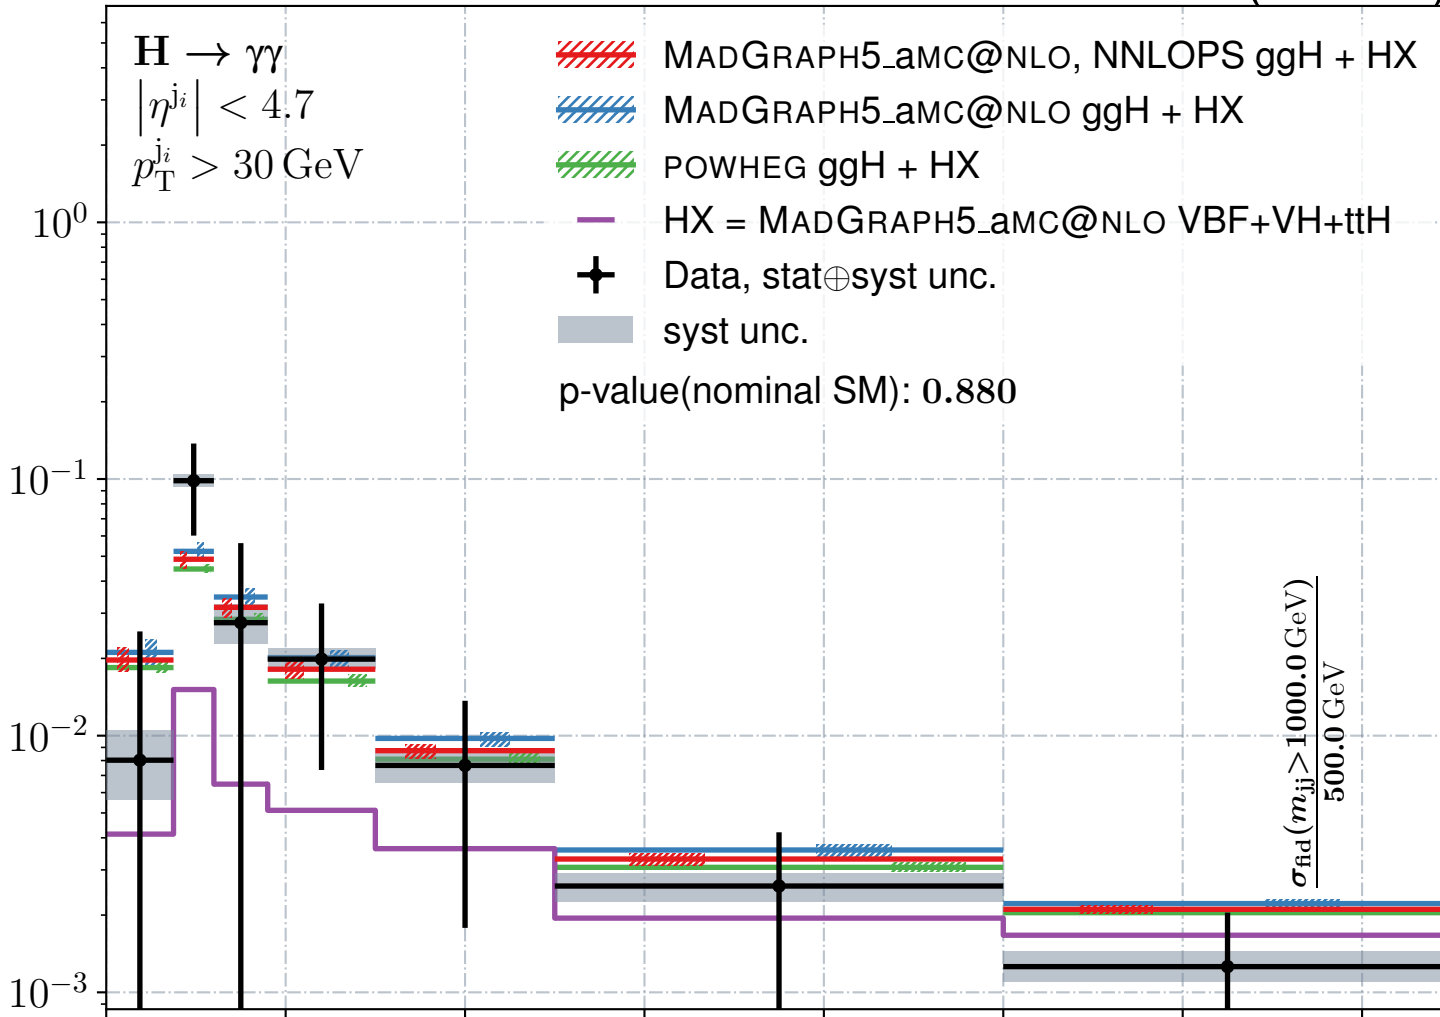 H → γγ
|η^{j_i}| < 4.7
p_T^{j_i} > 30 GeV
MADGRAPH5_aMC@NLO, NNLOPS ggH + HX
MADGRAPH5_aMC@NLO ggH + HX
POWHEG ggH + HX
HX = MADGRAPH5_aMC@NLO VBF+VH+ttH
Data, stat⊕syst unc.
syst unc.
p-value(nominal SM): 0.880
10^0
10^{-1}
10^{-2}
10^{-3}
σ_fid(m_jj>1000.0 GeV)
500.0 GeV